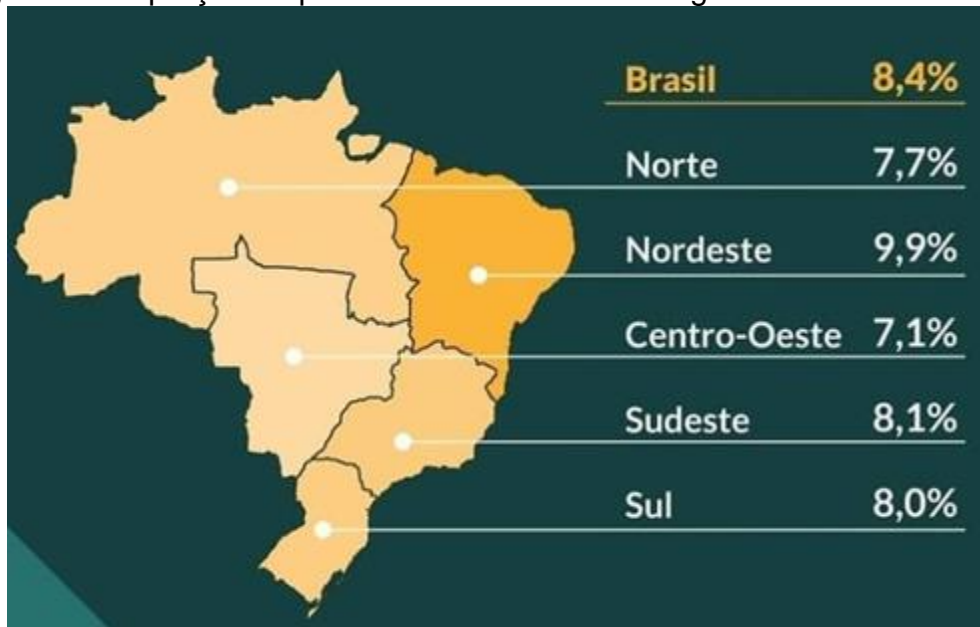 Brasil 8,4%
Norte 7,7%
Nordeste 9,9%
Centro-Oeste 7,1%
Sudeste 8,1%
Sul 8,0%